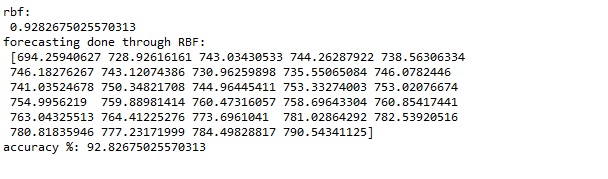 rbf:
0.9282675025570313
forecasting done through RBF:
[694.25940627 728.92616161 743.04430533 744.26287922 738.56306334
746.18276267 743.12074386 730.96259898 735.55065084 746.0782446
741.03524678 750.34821708 744.96445411 753.33274003 753.02076674
754.9956219 759.88981414 760.47316057 758.69643304 760.85417441
763.04325513 764.41225276 773.6961041 781.02864292 782.53920516
780.81835946 777.23171999 784.49828817 790.54341125]
accuracy %: 92.82675025570313